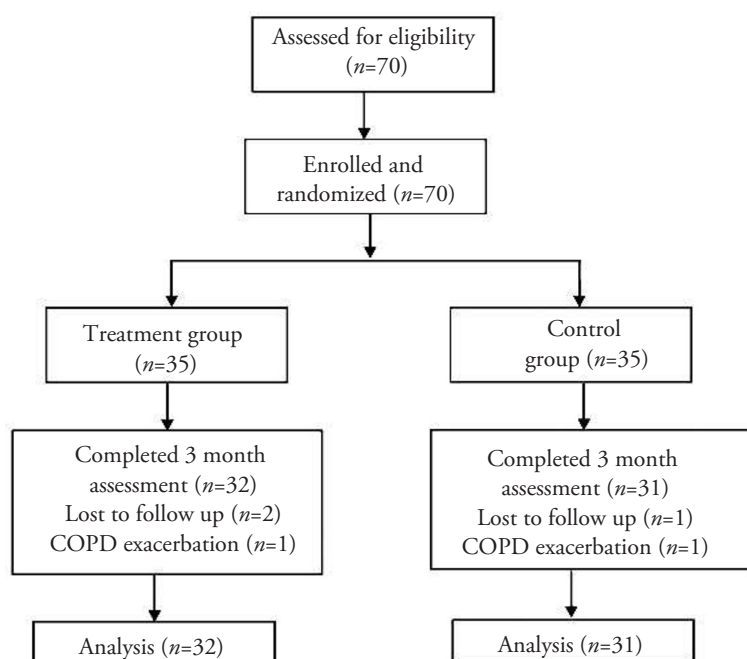 Assessed for eligibility
(n=70)
Enrolled and
randomized (n=70)
Treatment group
(n=35)
Control
group (n=35)
Completed 3 month
assessment (n=32)
Lost to follow up (n=2)
COPD exacerbation (n=1)
Completed 3 month
assessment (n=31)
Lost to follow up (n=1)
COPD exacerbation (n=1)
Analysis (n=32)
Analysis (n=31)